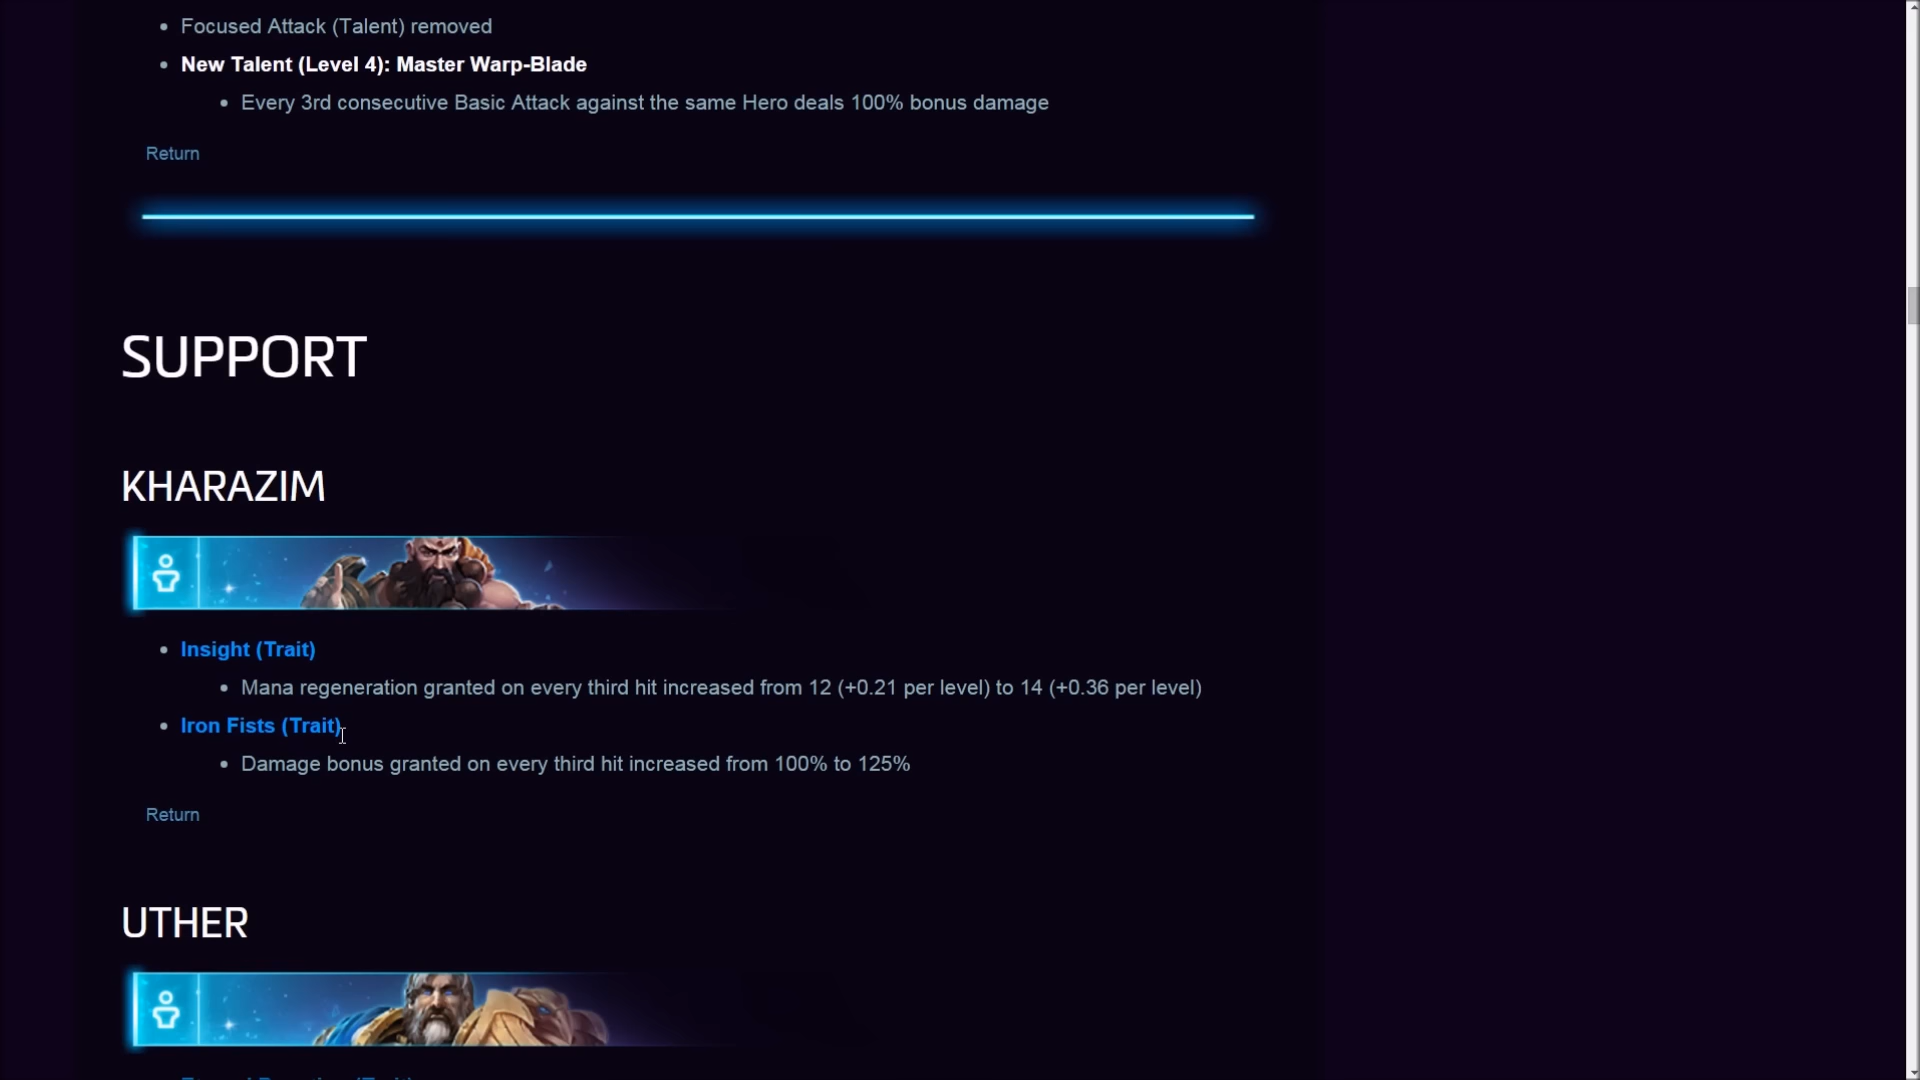 Focused Attack (Talent) removed
New Talent (Level 4): Master Warp-Blade
Every 3rd consecutive Basic Attack against the same Hero deals 100% bonus damage
Return
SUPPORT
KHARAZIM
Insight (Trait)
Mana regeneration granted on every third hit increased from 12 (+0.21 per level) to 14 (+0.36 per level)
Iron Fists (Trait)
Damage bonus granted on every third hit increased from 100% to 125%
Return
UTHER